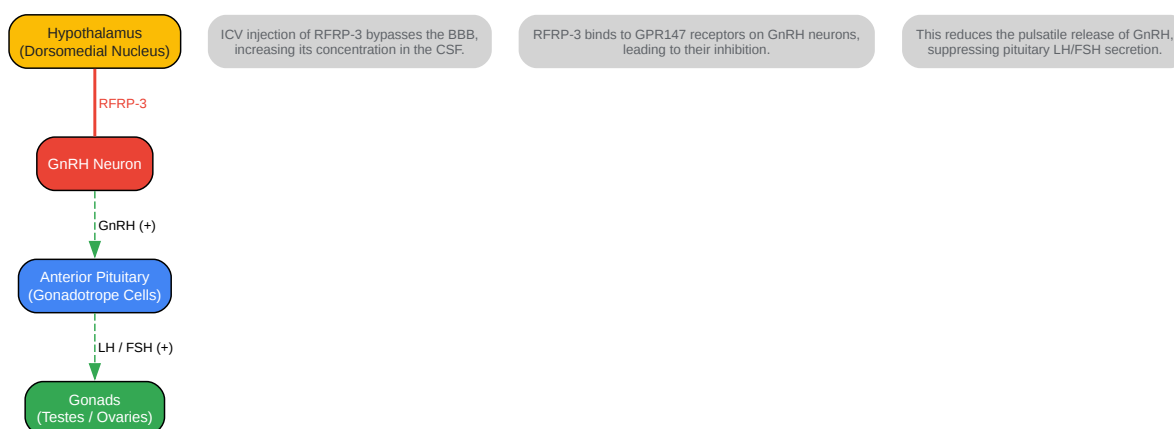 Hypothalamus
(Dorsomedial Nucleus)
ICV injection of RFRP-3 bypasses the BBB,
increasing its concentration in the CSF.
RFRP-3 binds to GPR147 receptors on GnRH neurons,
leading to their inhibition.
This reduces the pulsatile release of GnRH,
suppressing pituitary LH/FSH secretion.
RFRP-3
GnRH Neuron
GnRH (+)
Anterior Pituitary
(Gonadotrope Cells)
LH / FSH (+)
Gonads
(Testes / Ovaries)